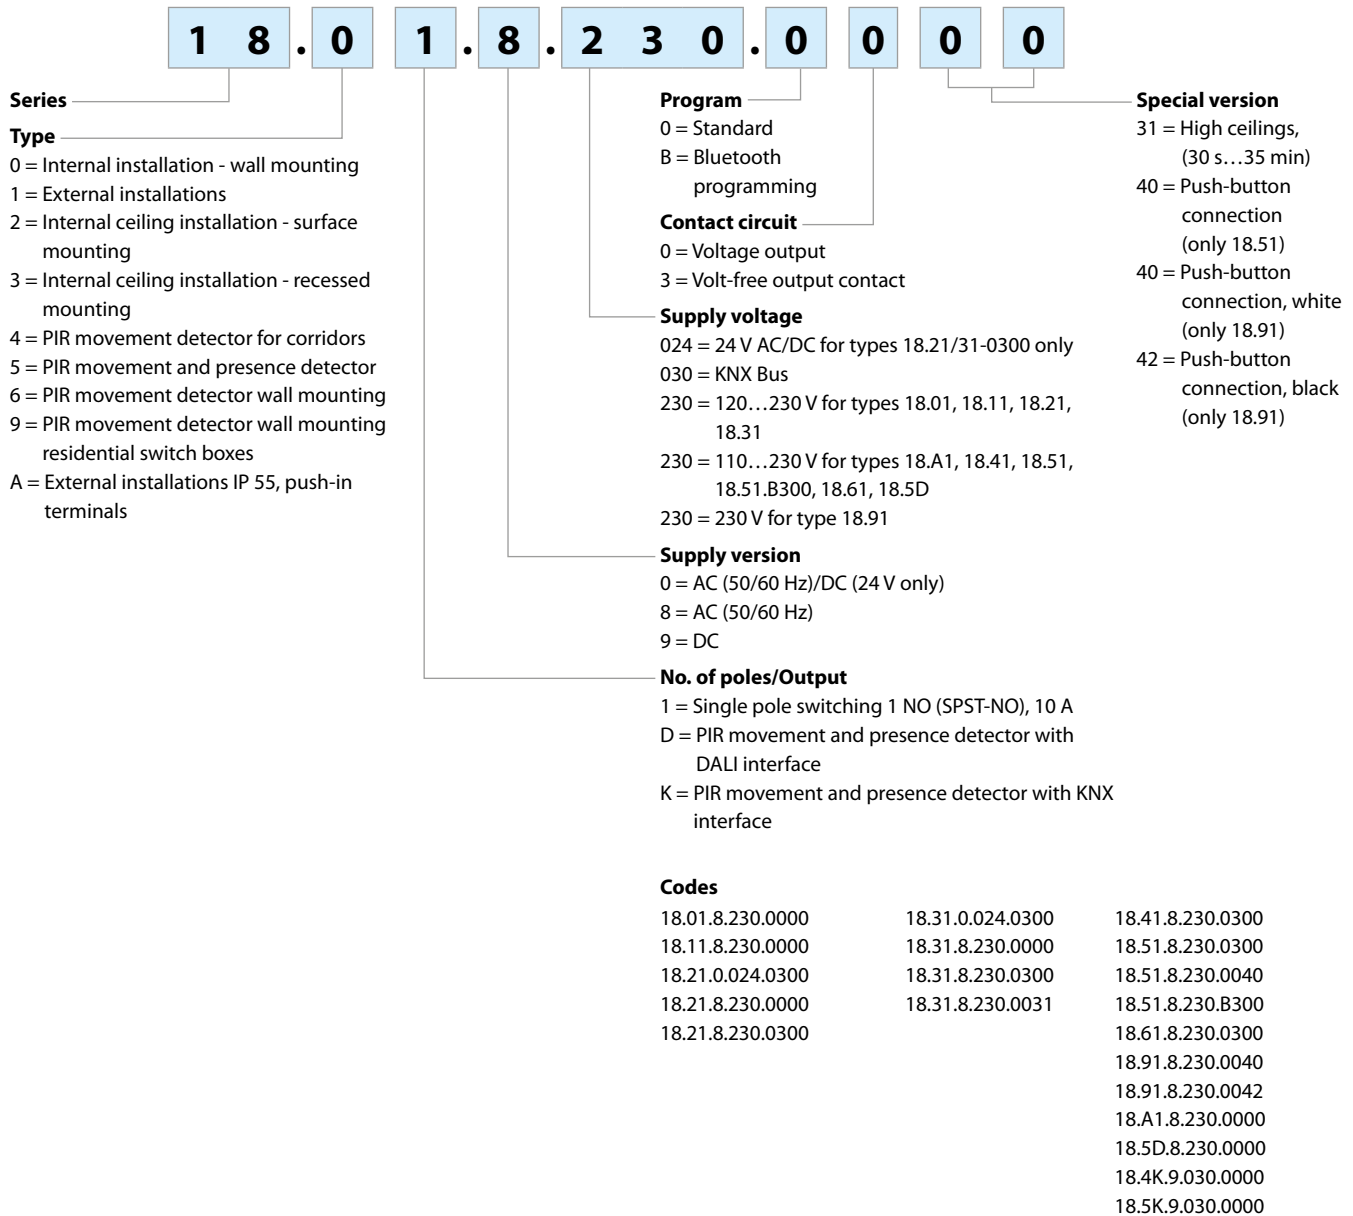 18.01.8.230.0000
Series
Type
0 = Internal installation - wall mounting
1 = External installations
2 = Internal ceiling installation - surface
mounting
3 = Internal ceiling installation - recessed
mounting
4 = PIR movement detector for corridors
5 = PIR movement and presence detector
6 = PIR movement detector wall mounting
9 = PIR movement detector wall mounting
residential switch boxes
A = External installations IP 55, push-in
terminals
Program
0 = Standard
B = Bluetooth
programming
Contact circuit
0 = Voltage output
3 = Volt-free output contact
Supply voltage
024 = 24 V AC/DC for types 18.21/31-0300 only
030 = KNX Bus
230 = 120…230 V for types 18.01, 18.11, 18.21,
18.31
230 = 110…230 V for types 18.A1, 18.41, 18.51,
18.51.B300, 18.61, 18.5D
230 = 230 V for type 18.91
Supply version
0 = AC (50/60 Hz)/DC (24 V only)
8 = AC (50/60 Hz)
9 = DC
No. of poles/Output
1 = Single pole switching 1 NO (SPST-NO), 10 A
D = PIR movement and presence detector with
DALI interface
K = PIR movement and presence detector with KNX
interface
Special version
31 = High ceilings,
(30 s…35 min)
40 = Push-button
connection
(only 18.51)
40 = Push-button
connection, white
(only 18.91)
42 = Push-button
connection, black
(only 18.91)
Codes
18.01.8.230.0000
18.11.8.230.0000
18.21.0.024.0300
18.21.8.230.0000
18.21.8.230.0300
18.31.0.024.0300
18.31.8.230.0000
18.31.8.230.0300
18.31.8.230.0031
18.41.8.230.0300
18.51.8.230.0300
18.51.8.230.0040
18.51.8.230.B300
18.61.8.230.0300
18.91.8.230.0040
18.91.8.230.0042
18.A1.8.230.0000
18.5D.8.230.0000
18.4K.9.030.0000
18.5K.9.030.0000